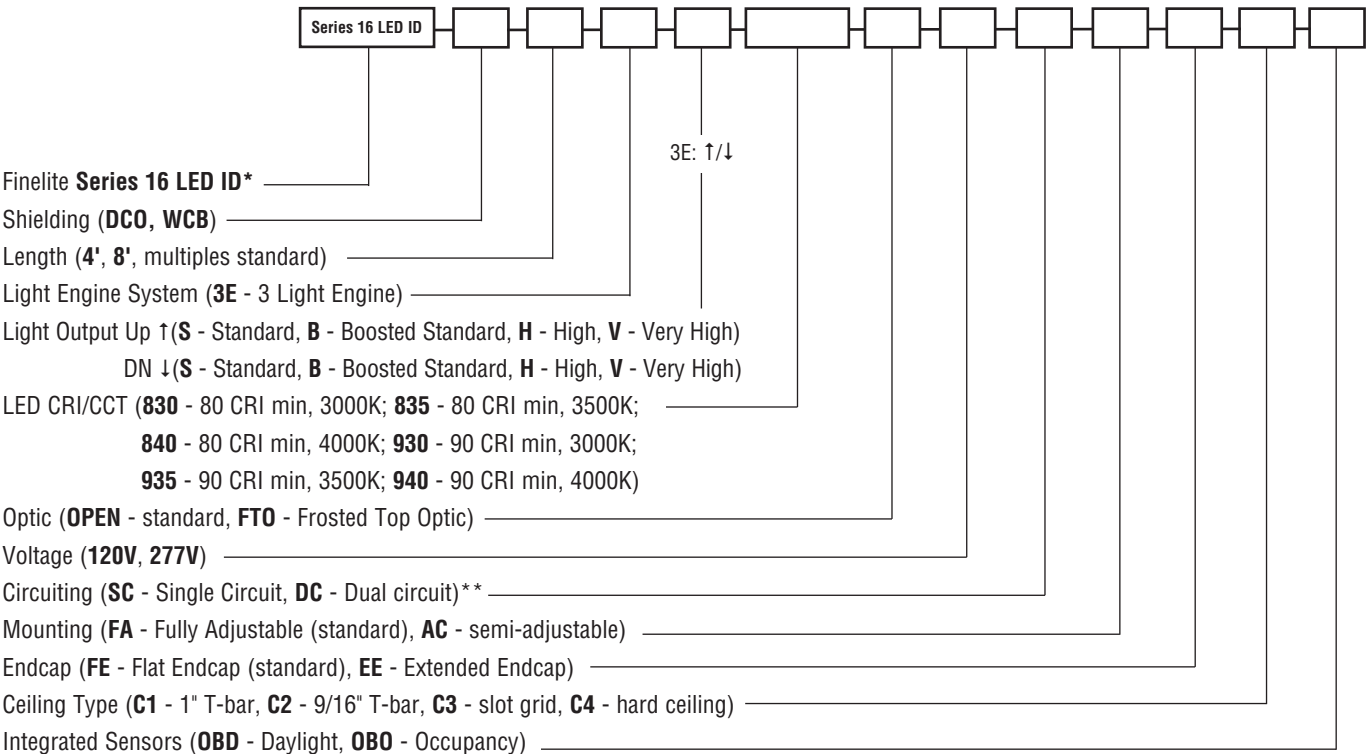 Series 16 LED ID
3E: ↑/↓
Finelite Series 16 LED ID*
Shielding (DCO, WCB)
Length (4', 8', multiples standard)
Light Engine System (3E - 3 Light Engine)
Light Output Up ↑(S - Standard, B - Boosted Standard, H - High, V - Very High)
DN ↓(S - Standard, B - Boosted Standard, H - High, V - Very High)
LED CRI/CCT (830 - 80 CRI min, 3000K; 835 - 80 CRI min, 3500K;
840 - 80 CRI min, 4000K; 930 - 90 CRI min, 3000K;
935 - 90 CRI min, 3500K; 940 - 90 CRI min, 4000K)
Optic (OPEN - standard, FTO - Frosted Top Optic)
Voltage (120V, 277V)
Circuiting (SC - Single Circuit, DC - Dual circuit)**
Mounting (FA - Fully Adjustable (standard), AC - semi-adjustable)
Endcap (FE - Flat Endcap (standard), EE - Extended Endcap)
Ceiling Type (C1 - 1" T-bar, C2 - 9/16" T-bar, C3 - slot grid, C4 - hard ceiling)
Integrated Sensors (OBD - Daylight, OBO - Occupancy)